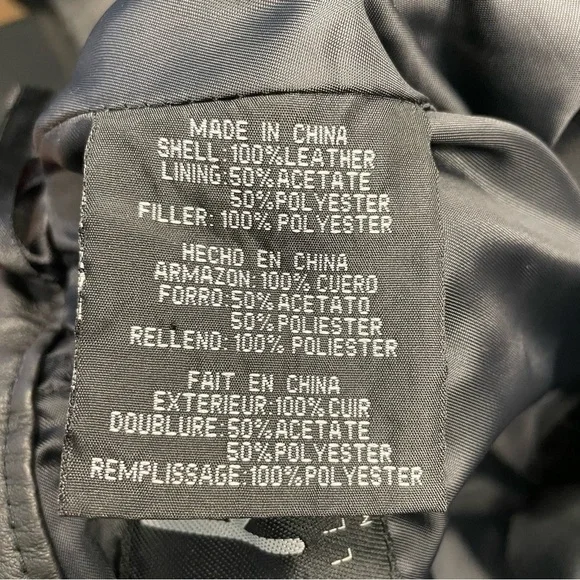 MADE IN CHINA
SHELL:100%LEATHER
LINING:50%ACETATE
50%POLYESTER
FILLER:100%POLYESTER
HECHO EN CHINA
ARMAZON:100%CUERO
FORRO:50%ACETATO
50%POLIESTER
RELLENO:100%POLIESTER
FAIT EN CHINA
EXTERIEUR:100%CUIR
DOUBLURE:50%ACETATE
50%POLYESTER
REMPLISSAGE:100%POLYESTER